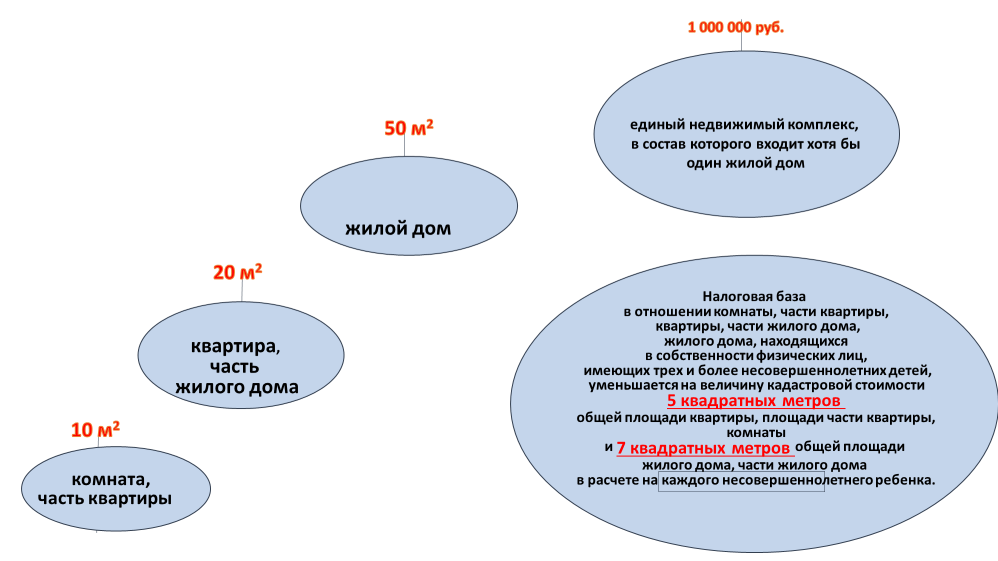 1 000 000 руб.
единый недвижимый комплекс,
в состав которого входит хотя бы
один жилой дом
50 м²
жилой дом
20 м²
квартира,
часть
жилого дома
10 м²
комната,
часть квартиры
Налоговая база
в отношении комнаты, части квартиры,
квартиры, части жилого дома,
жилого дома, находящихся
в собственности физических лиц,
имеющих трех и более несовершеннолетних детей,
уменьшается на величину кадастровой стоимости
5 квадратных метров
общей площади квартиры, площади части квартиры,
комнаты
и 7 квадратных метров общей площади
жилого дома, части жилого дома
в расчете на каждого несовершеннолетнего ребенка.